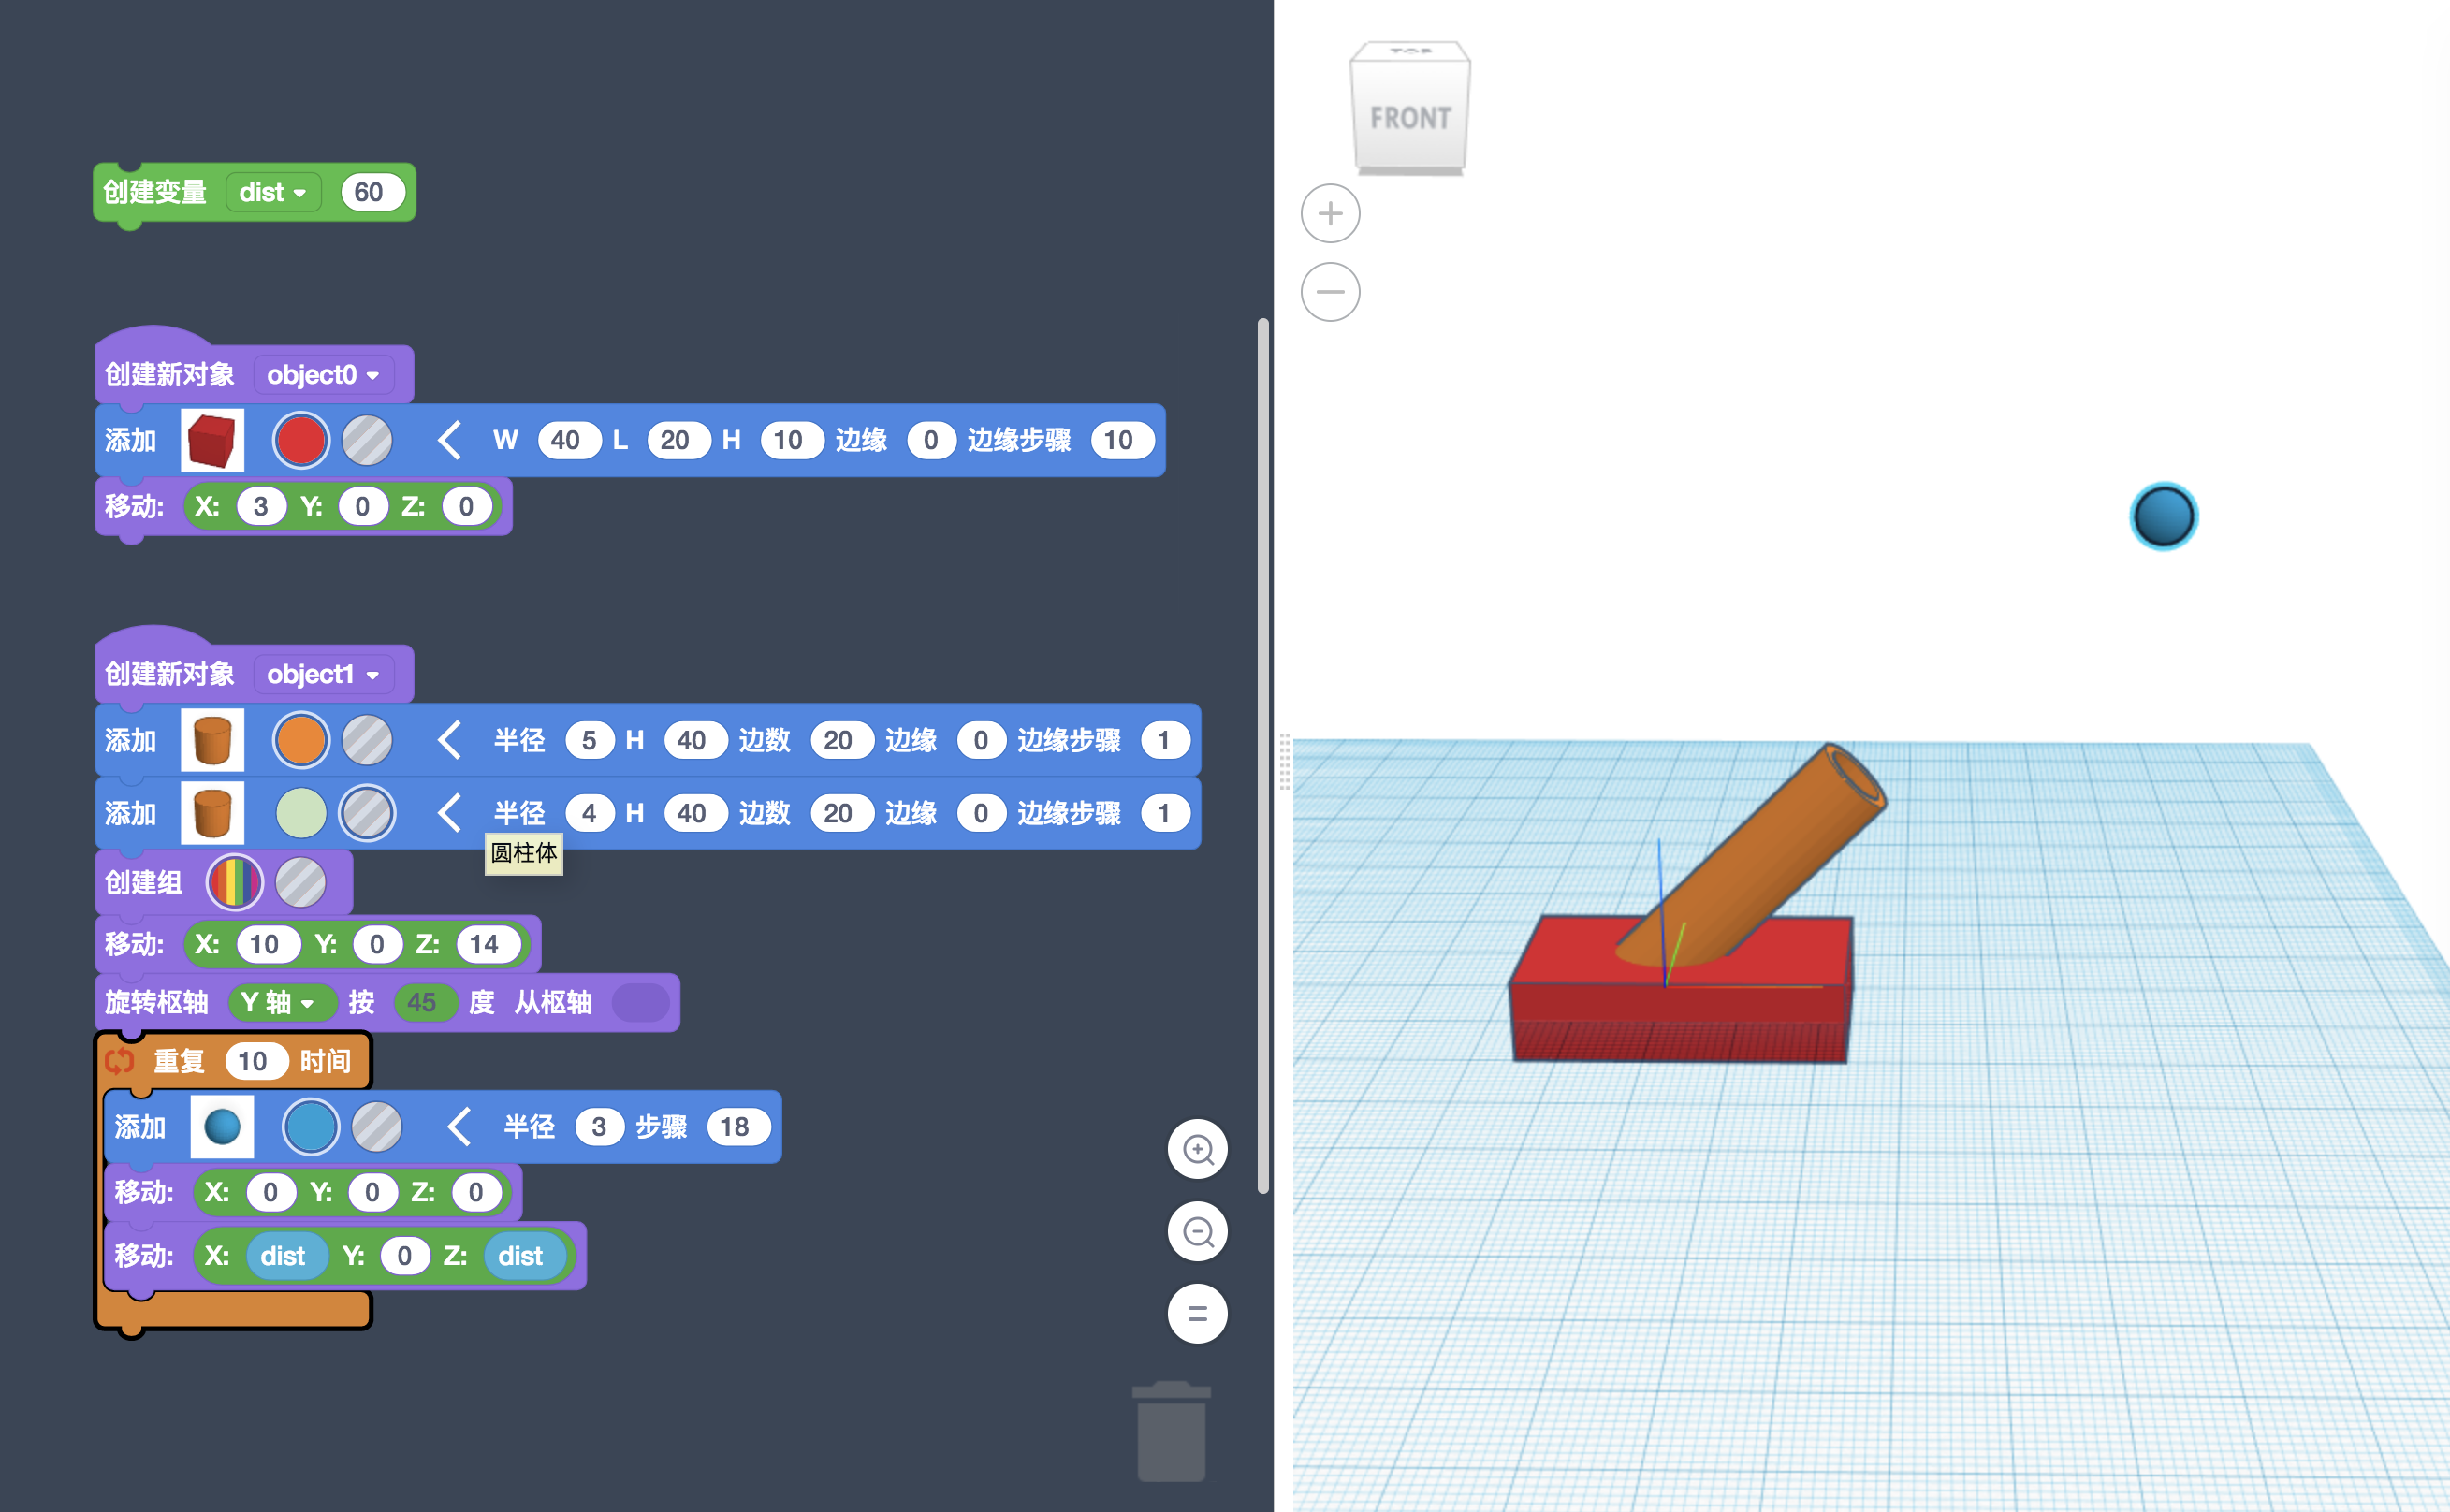 创建变量 dist 60
创建新对象 object0
添加 W 40 L 20 H 10 边缘 0 边缘步骤 10
移动: X: 3 Y: 0 Z: 0
创建新对象 object1
添加 半径 5 H 40 边数 20 边缘 0 边缘步骤 1
添加 半径 4 H 40 边数 20 边缘 0 边缘步骤 1
圆柱体
创建组
移动: X: 10 Y: 0 Z: 14
旋转枢轴 Y 轴 按 45 度 从枢轴
重复 10 时间
添加 半径 3 步骤 18
移动: X: 0 Y: 0 Z: 0
移动: X: dist Y: 0 Z: dist
TOP
FRONT